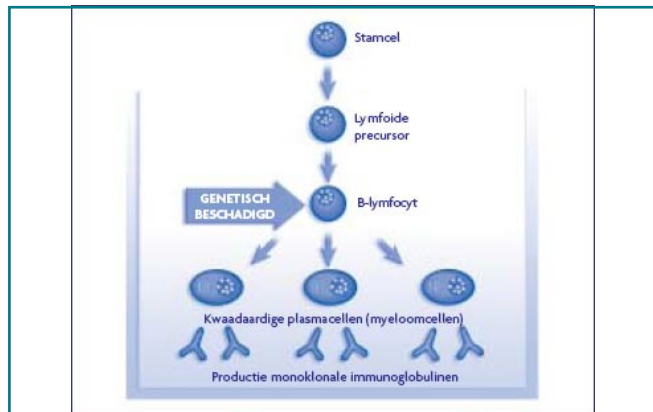 Stamcel
Lymfoide
precursor
GENETISCH
BESCHADIGD
B-lymfocyt
Kwaadaardige plasmacellen (myeloomcellen)
Productie monoklonale immunoglobulinen